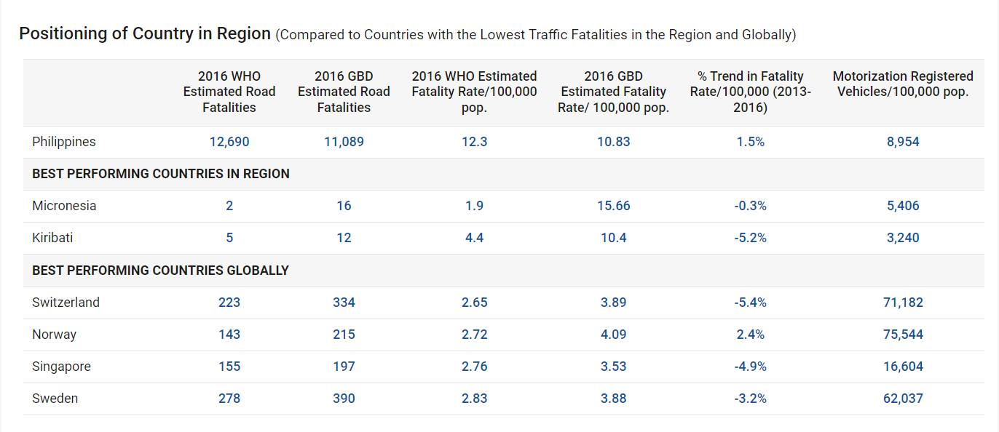 Positioning of Country in Region (Compared to Countries with the Lowest Traffic Fatalities in the Region and Globally)
2016 WHO Estimated Road Fatalities 2016 GBD Estimated Road Fatalities 2016 WHO Estimated Fatality Rate/100,000 pop. 2016 GBD Estimated Fatality Rate/ 100,000 pop. % Trend in Fatality Rate/100,000 (2013-2016) Motorization Registered Vehicles/100,000 pop.
Philippines 12,690 11,089 12.3 10.83 1.5% 8,954
BEST PERFORMING COUNTRIES IN REGION
Micronesia 2 16 1.9 15.66 -0.3% 5,406
Kiribati 5 12 4.4 10.4 -5.2% 3,240
BEST PERFORMING COUNTRIES GLOBALLY
Switzerland 223 334 2.65 3.89 -5.4% 71,182
Norway 143 215 2.72 4.09 2.4% 75,544
Singapore 155 197 2.76 3.53 -4.9% 16,604
Sweden 278 390 2.83 3.88 -3.2% 62,037